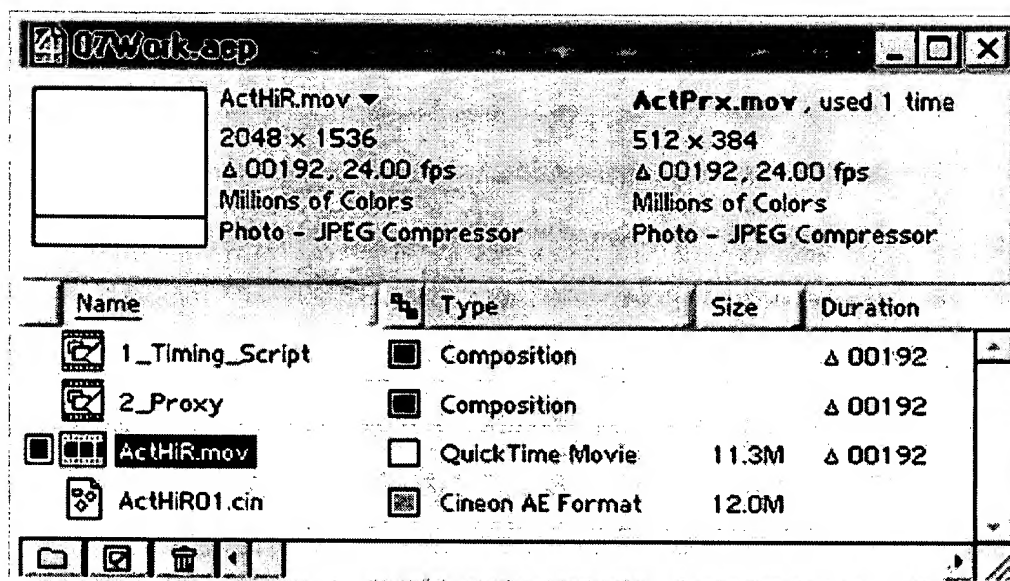 07Work.aep
ActHiR.mov
2048 x 1536
Δ 00192, 24.00 fps
Millions of Colors
Photo - JPEG Compressor
ActPrx.mov, used 1 time
512 x 384
Δ 00192, 24.00 fps
Millions of Colors
Photo - JPEG Compressor
Name Type Size Duration
1_Timing_Script Composition Δ 00192
2_Proxy Composition Δ 00192
ActHiR.mov QuickTime Movie 11.3M Δ 00192
ActHiR01.cin Cineon AE Format 12.0M